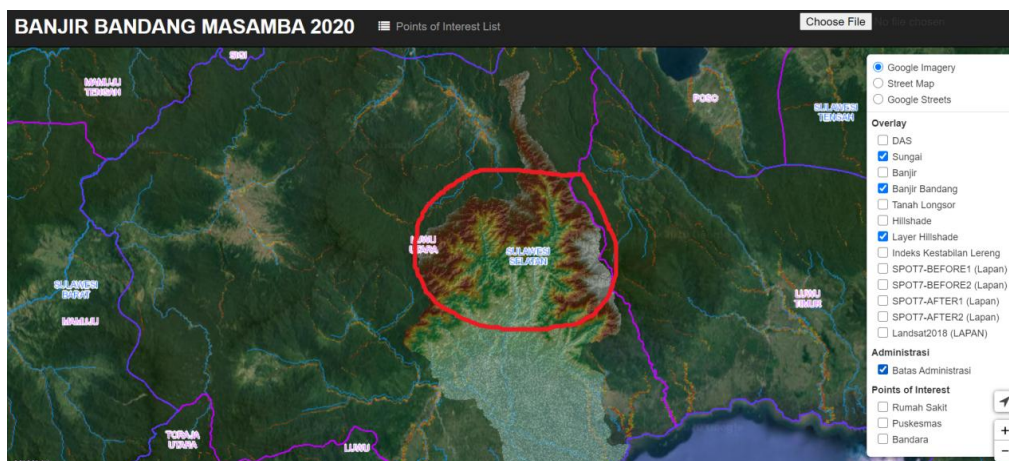 BANJIR BANDANG MASAMBA 2020
Points of Interest List
Choose File No file chosen
SIGI
MAMUJU
TENGAH
POSO
SULAWESI
TENGAH
LUWU
UTARA
SULAWESI
SELATAN
SULAWESI
BARAT
MAMUJU
LUWU
TIMUR
TORAJA
UTARA
LUWU
Google Imagery
Street Map
Google Streets
Overlay
DAS
Sungai
Banjir
Banjir Bandang
Tanah Longsor
Hillshade
Layer Hillshade
Indeks Kestabilan Lereng
SPOT7-BEFORE1 (Lapan)
SPOT7-BEFORE2 (Lapan)
SPOT7-AFTER1 (Lapan)
SPOT7-AFTER2 (Lapan)
Landsat2018 (LAPAN)
Administrasi
Batas Administrasi
Points of Interest
Rumah Sakit
Puskesmas
Bandara
+
−